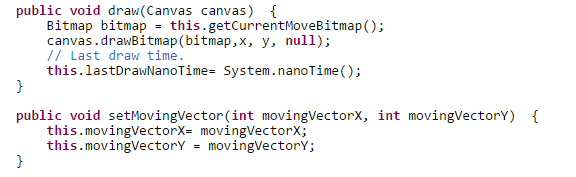 public void draw(Canvas canvas)  {
    Bitmap bitmap = this.getCurrentMoveBitmap();
    canvas.drawBitmap(bitmap,x, y, null);
    // Last draw time.
    this.lastDrawNanoTime= System.nanoTime();
}

public void setMovingVector(int movingVectorX, int movingVectorY)  {
    this.movingVectorX= movingVectorX;
    this.movingVectorY = movingVectorY;
}